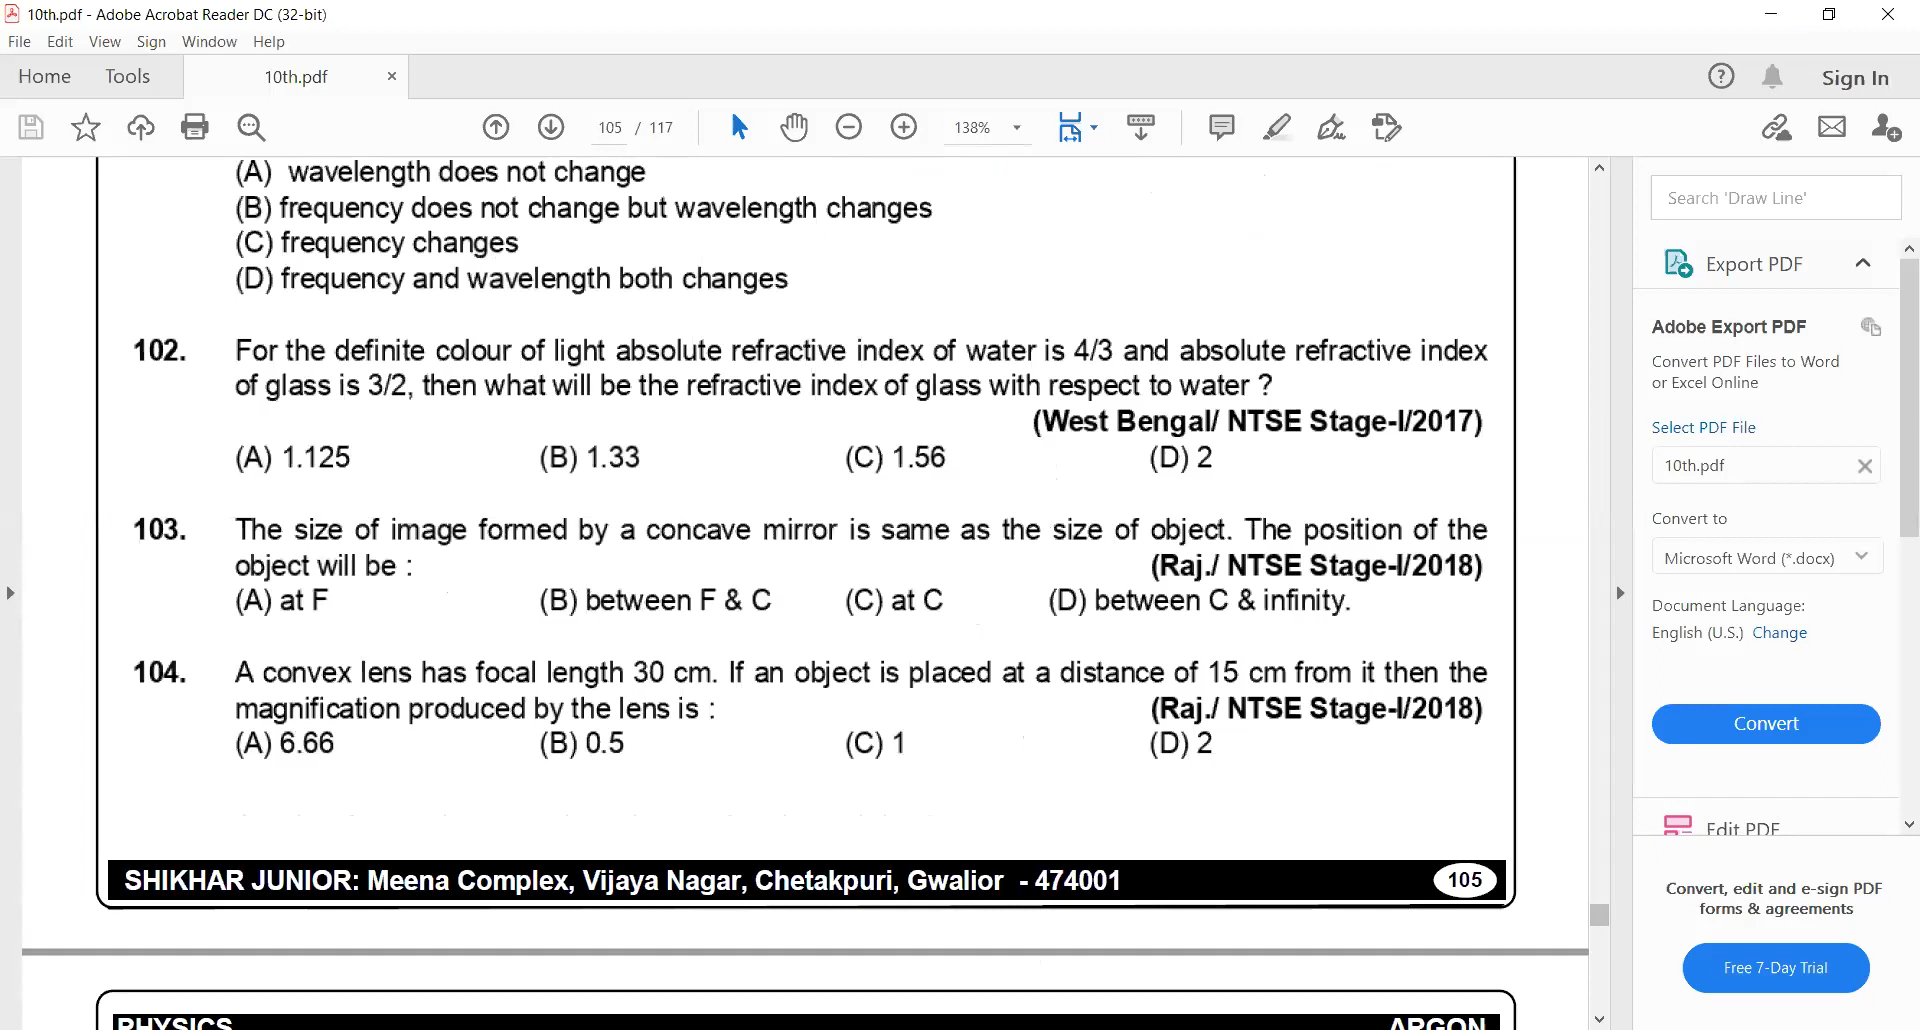 10th.pdf - Adobe Acrobat Reader DC (32-bit)
File Edit View Sign Window Help
Home Tools 10th.pdf × Sign In
105 / 117 138%
(A) wavelength does not change
(B) frequency does not change but wavelength changes
(C) frequency changes
(D) frequency and wavelength both changes
102. For the definite colour of light absolute refractive index of water is 4/3 and absolute refractive index
of glass is 3/2, then what will be the refractive index of glass with respect to water ?
(West Bengal/ NTSE Stage-I/2017)
(A) 1.125 (B) 1.33 (C) 1.56 (D) 2
103. The size of image formed by a concave mirror is same as the size of object. The position of the
object will be : (Raj./ NTSE Stage-I/2018)
(A) at F (B) between F & C (C) at C (D) between C & infinity.
104. A convex lens has focal length 30 cm. If an object is placed at a distance of 15 cm from it then the
magnification produced by the lens is : (Raj./ NTSE Stage-I/2018)
(A) 6.66 (B) 0.5 (C) 1 (D) 2
SHIKHAR JUNIOR: Meena Complex, Vijaya Nagar, Chetakpuri, Gwalior - 474001 105
PHYSICS ARGON
Search 'Draw Line'
Export PDF
Adobe Export PDF
Convert PDF Files to Word
or Excel Online
Select PDF File
10th.pdf
Convert to
Microsoft Word (*.docx)
Document Language:
English (U.S.) Change
Convert
Edit PDF
Convert, edit and e-sign PDF
forms & agreements
Free 7-Day Trial